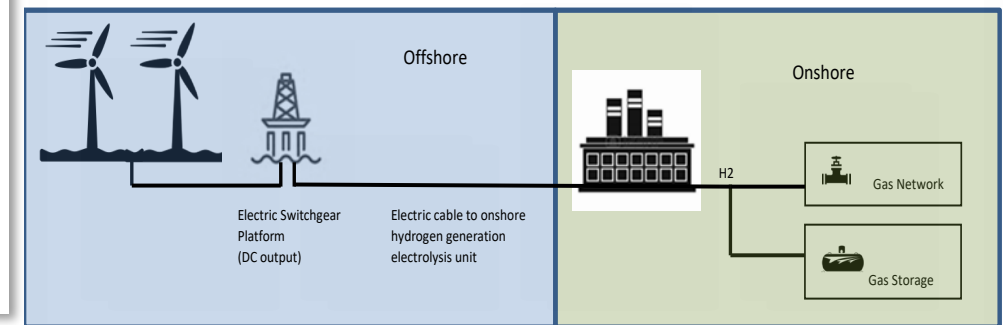 Offshore
Onshore
H2
Gas Network
Electric Switchgear
Platform
(DC output)
Electric cable to onshore
hydrogen generation
electrolysis unit
Gas Storage